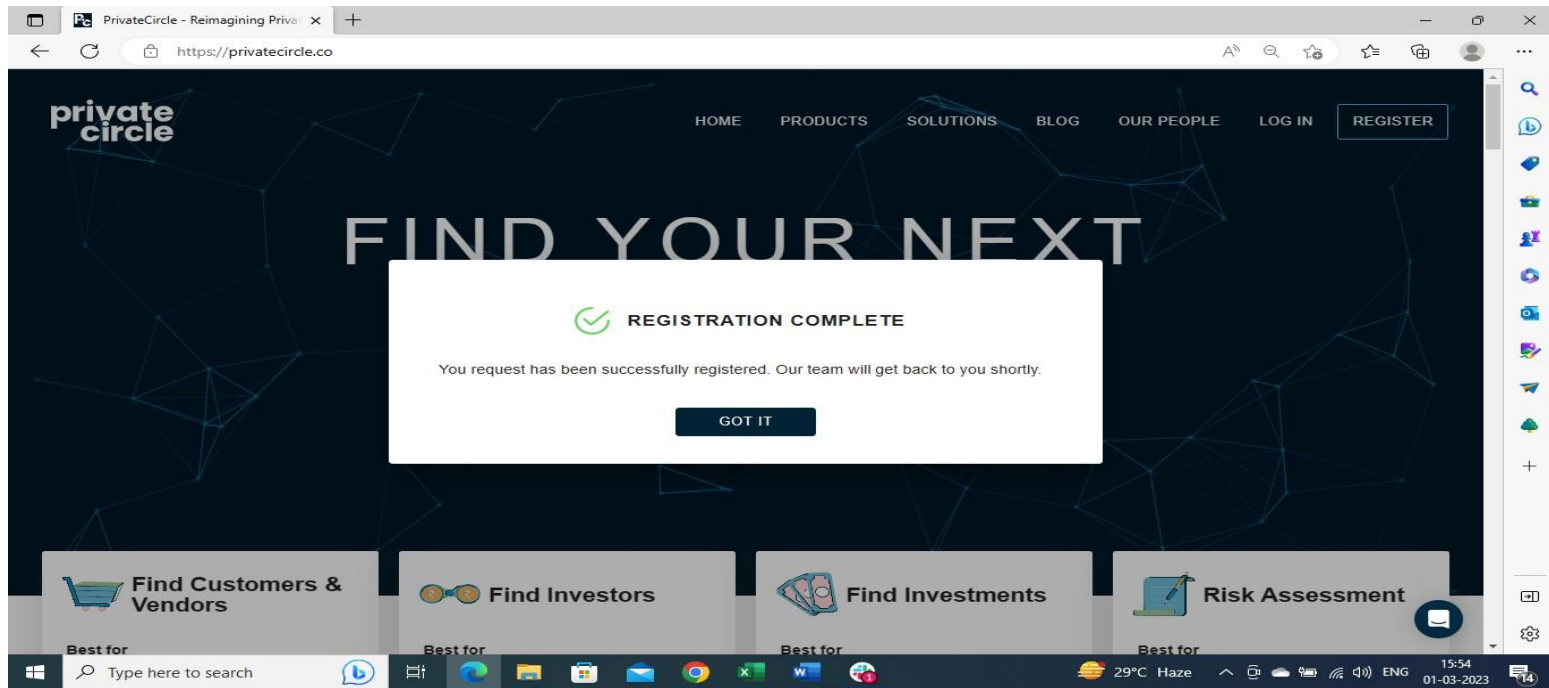 PrivateCircle - Reimagining Priva
https://privatecircle.co
private
circle
HOME PRODUCTS SOLUTIONS BLOG OUR PEOPLE LOG IN REGISTER
FIND YOUR NEXT
REGISTRATION COMPLETE
You request has been successfully registered. Our team will get back to you shortly.
GOT IT
Find Customers &
Vendors
Best for
Find Investors
Best for
Find Investments
Best for
Risk Assessment
Best for
Type here to search
29°C Haze
ENG
15:54
01-03-2023
14